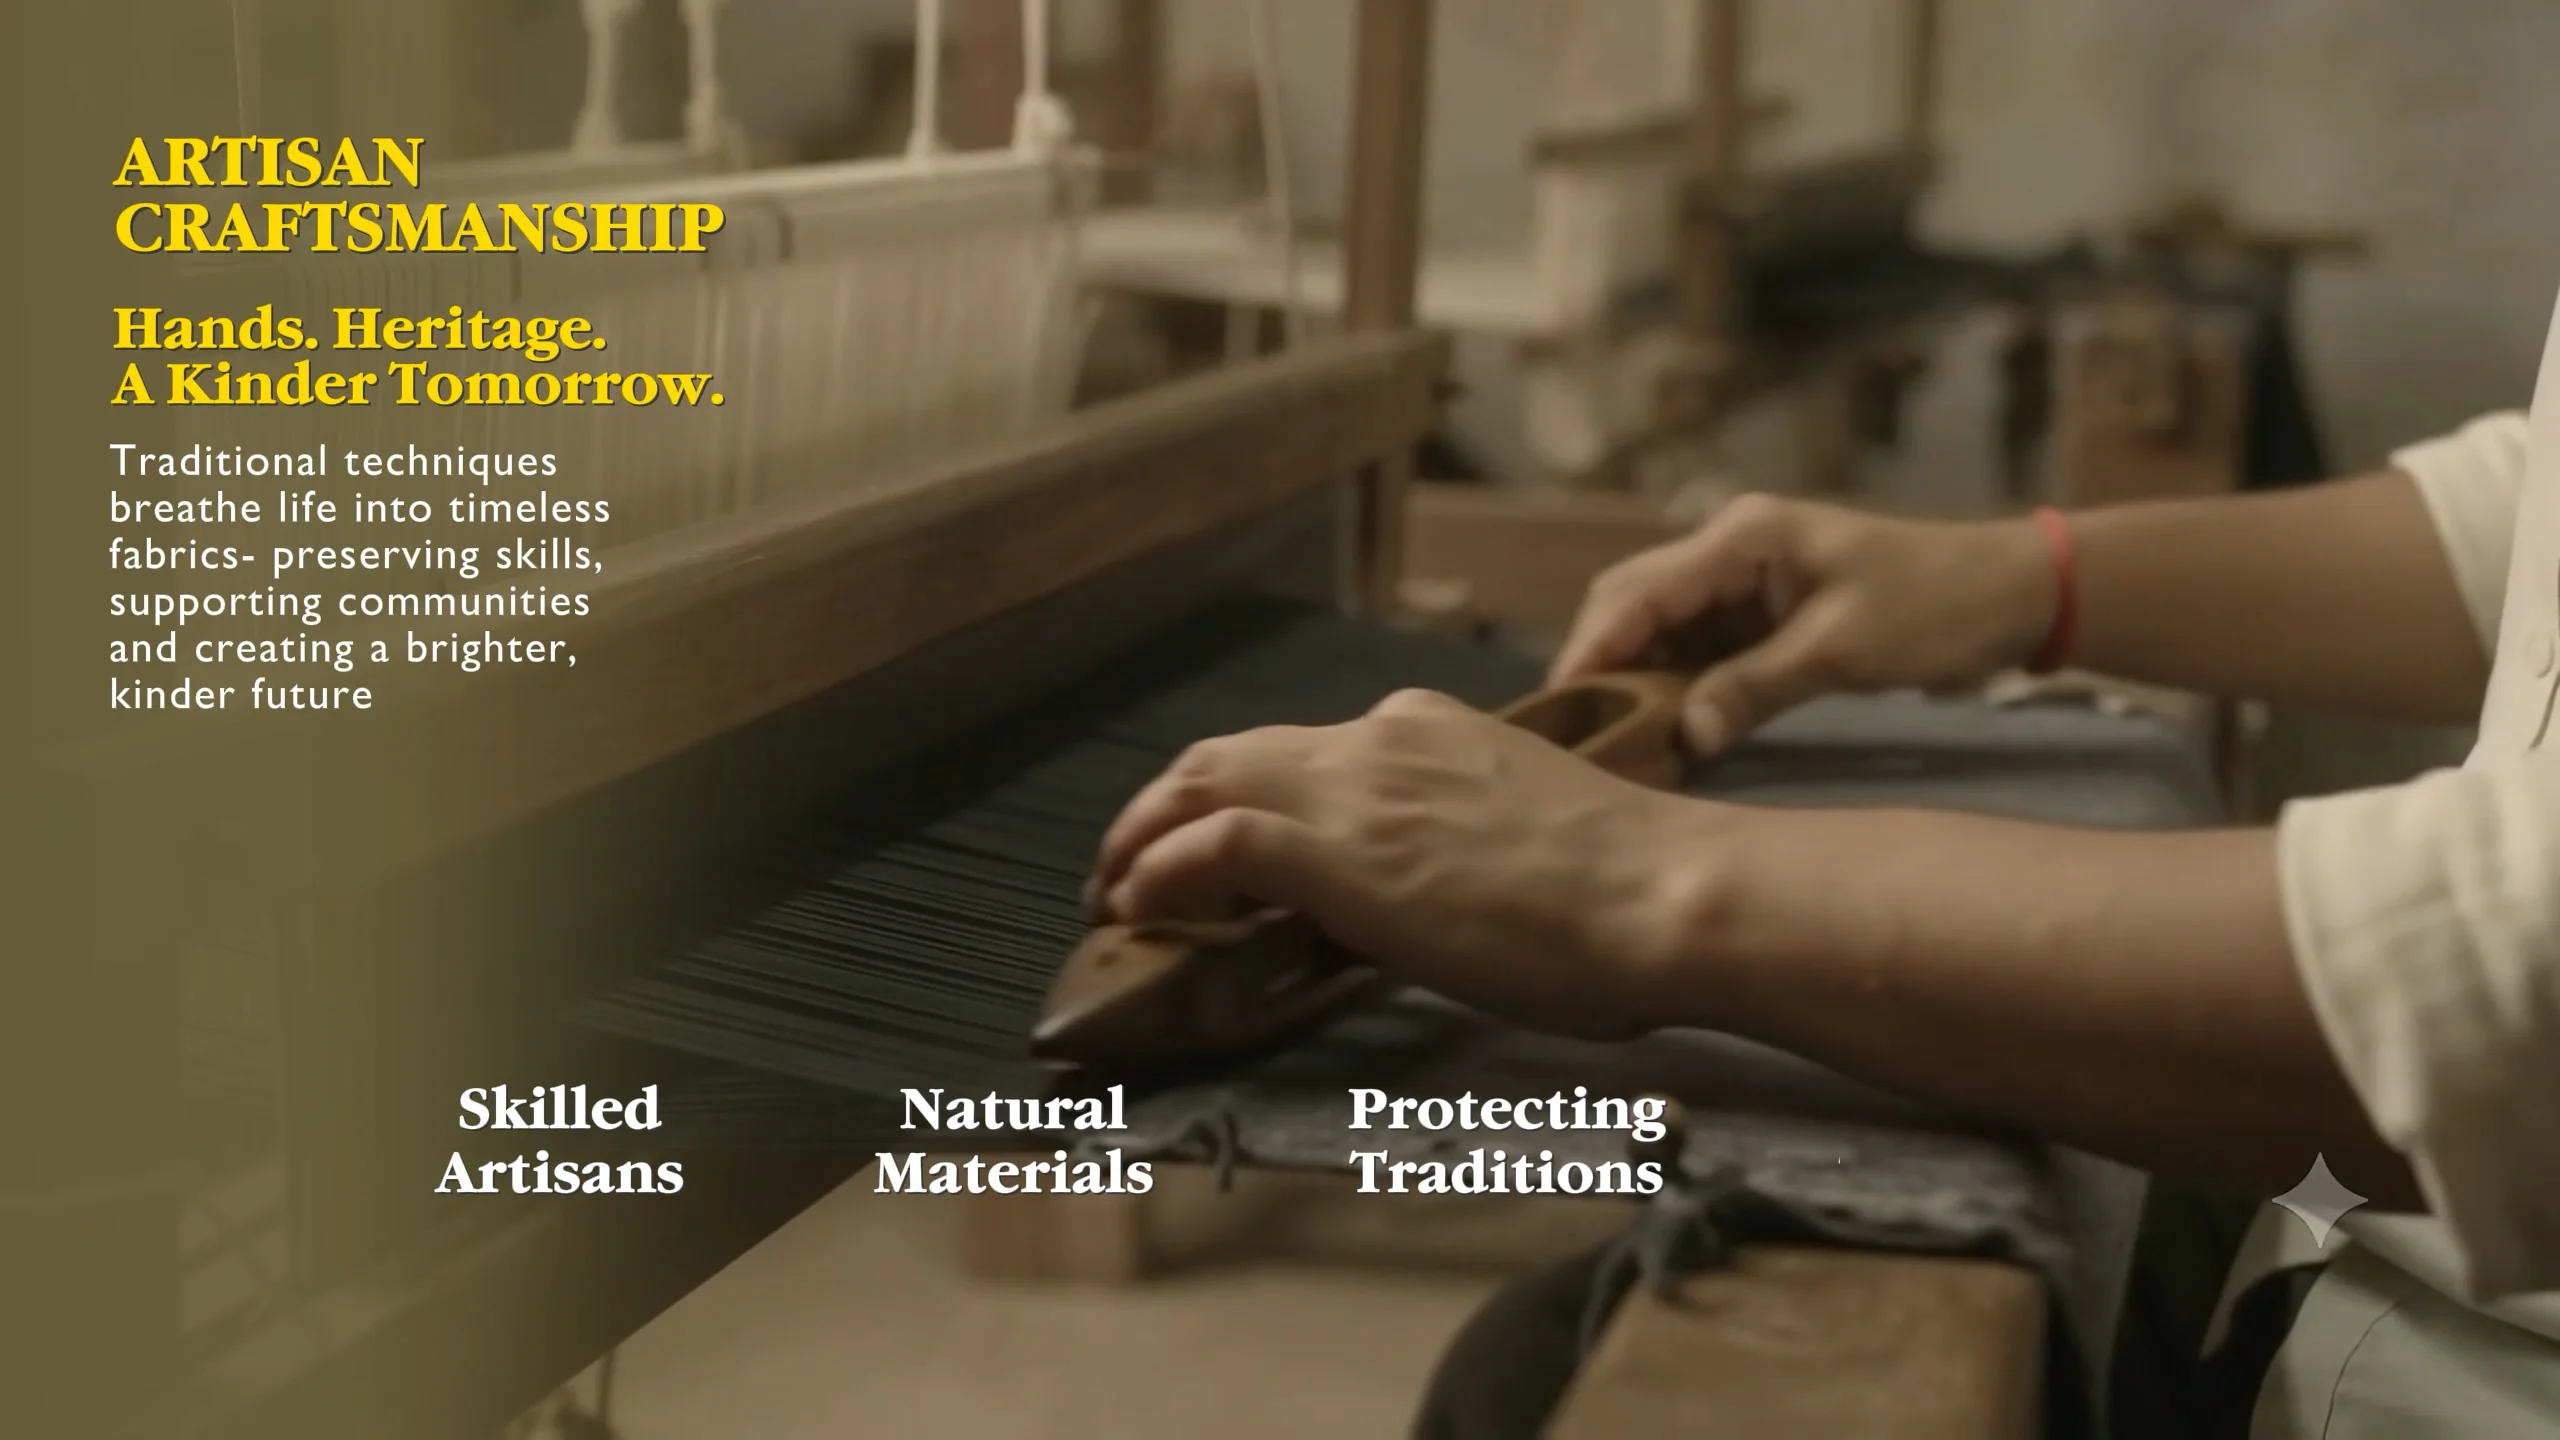 ARTISAN
CRAFTSMANSHIP
Hands. Heritage.
A Kinder Tomorrow.
Traditional techniques
breathe life into timeless
fabrics- preserving skills,
supporting communities
and creating a brighter,
kinder future
Skilled
Artisans
Natural
Materials
Protecting
Traditions